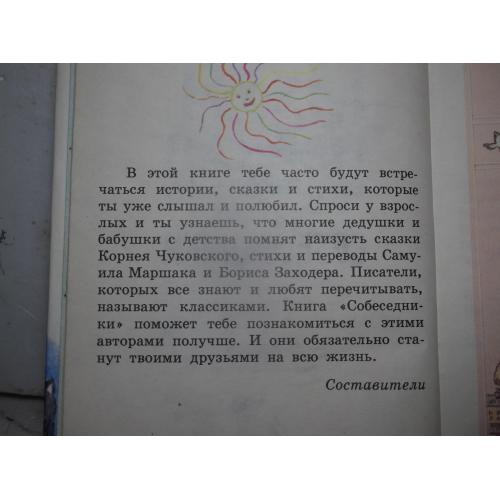 В этой книге тебе часто будут встре-
чаться истории, сказки и стихи, которые
ты уже слышал и полюбил. Спроси у взрос-
лых и ты узнаешь, что многие дедушки и
бабушки с детства помнят наизусть сказки
Корнея Чуковского, стихи и переводы Саму-
ила Маршака и Бориса Заходера. Писатели,
которых все знают и любят перечитывать,
называют классиками. Книга «Собеседни-
ки» поможет тебе познакомиться с этими
авторами получше. И они обязательно ста-
нут твоими друзьями на всю жизнь.
Составители